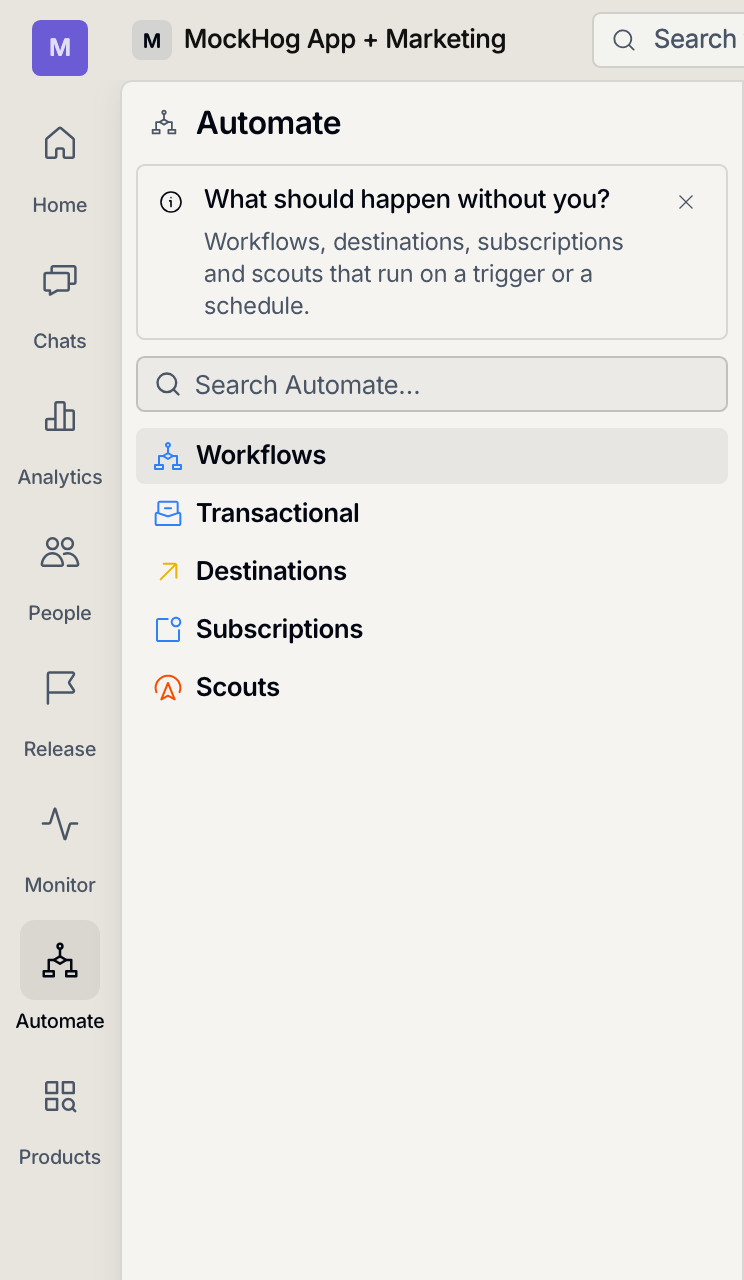 M
M MockHog App + Marketing
Search
Home
Chats
Analytics
People
Release
Monitor
Automate
Products
Automate
What should happen without you?
Workflows, destinations, subscriptions
and scouts that run on a trigger or a
schedule.
Search Automate...
Workflows
Transactional
Destinations
Subscriptions
Scouts